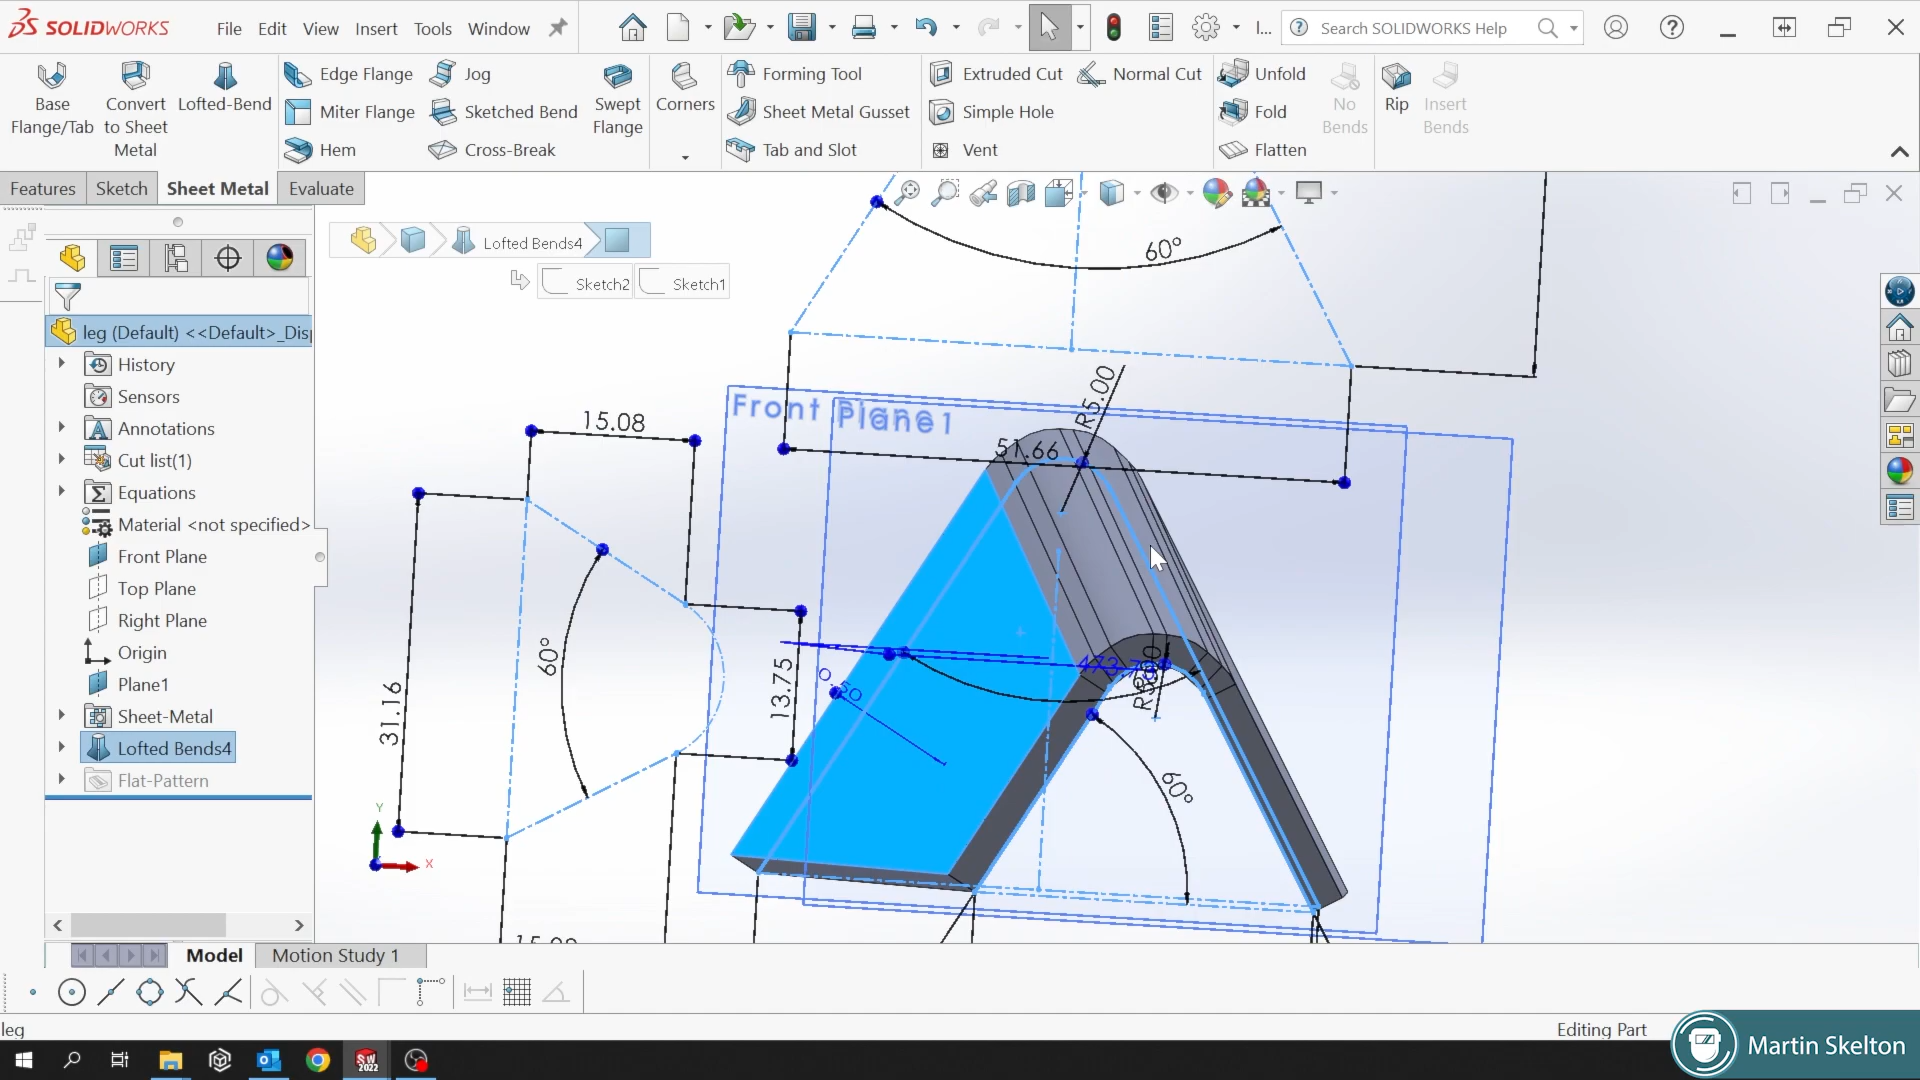 SOLIDWORKS File Edit View Insert Tools Window I... Search SOLIDWORKS Help
Base Flange/Tab
Convert to Sheet Metal
Lofted-Bend
Edge Flange
Miter Flange
Hem
Jog
Sketched Bend
Cross-Break
Swept Flange
Corners
Forming Tool
Sheet Metal Gusset
Tab and Slot
Extruded Cut
Simple Hole
Vent
Normal Cut
Unfold
Fold
Flatten
No Bends
Rip
Insert Bends
Features Sketch Sheet Metal Evaluate
Lofted Bends4
Sketch2 Sketch1
leg (Default) <<Default>_Disp
History
Sensors
Annotations
Cut list(1)
Equations
Material <not specified>
Front Plane
Top Plane
Right Plane
Origin
Plane1
Sheet-Metal
Lofted Bends4
Flat-Pattern
60°
R5.00
Front Plane1
15.08
51.66
60°
31.16
13.75
0.50
60°
Y
X
Model Motion Study 1
leg
Editing Part
SW 2022
Martin Skelton